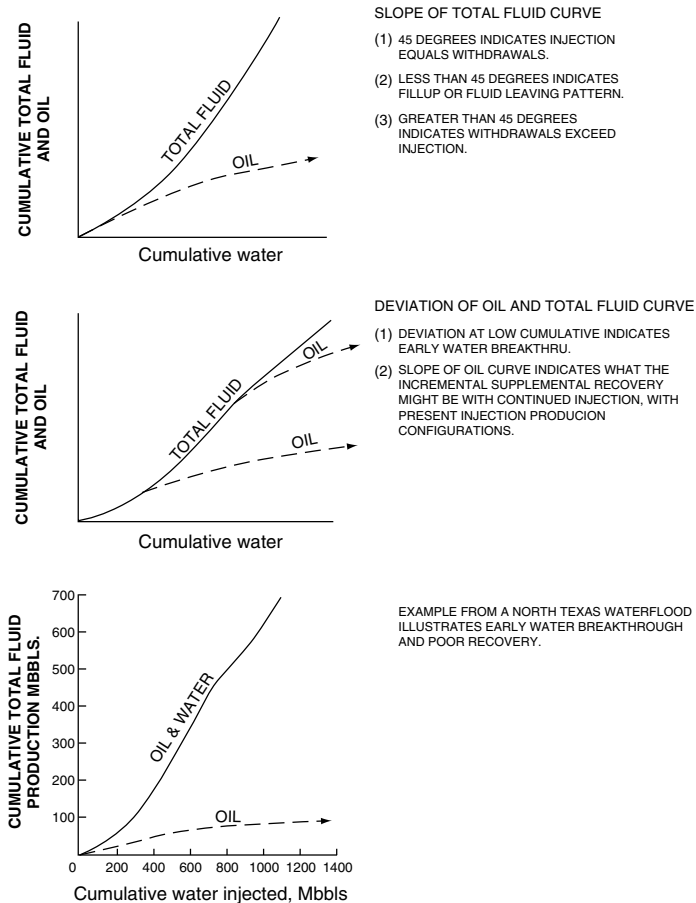 CUMULATIVE TOTAL FLUID
AND OIL
TOTAL FLUID
OIL
Cumulative water
SLOPE OF TOTAL FLUID CURVE
(1) 45 DEGREES INDICATES INJECTION
EQUALS WITHDRAWALS.
(2) LESS THAN 45 DEGREES INDICATES
FILLUP OR FLUID LEAVING PATTERN.
(3) GREATER THAN 45 DEGREES
INDICATES WITHDRAWALS EXCEED
INJECTION.
CUMULATIVE TOTAL FLUID
AND OIL
TOTAL FLUID
OIL
OIL
Cumulative water
DEVIATION OF OIL AND TOTAL FLUID CURVE
(1) DEVIATION AT LOW CUMULATIVE INDICATES
EARLY WATER BREAKTHRU.
(2) SLOPE OF OIL CURVE INDICATES WHAT THE
INCREMENTAL SUPPLEMENTAL RECOVERY
MIGHT BE WITH CONTINUED INJECTION, WITH
PRESENT INJECTION PRODUCION
CONFIGURATIONS.
CUMULATIVE TOTAL FLUID
PRODUCTION MBBLS.
700
600
500
400
300
200
100
OIL & WATER
OIL
0 200 400 600 800 1000 1200 1400
Cumulative water injected, Mbbls
EXAMPLE FROM A NORTH TEXAS WATERFLOOD
ILLUSTRATES EARLY WATER BREAKTHROUGH
AND POOR RECOVERY.